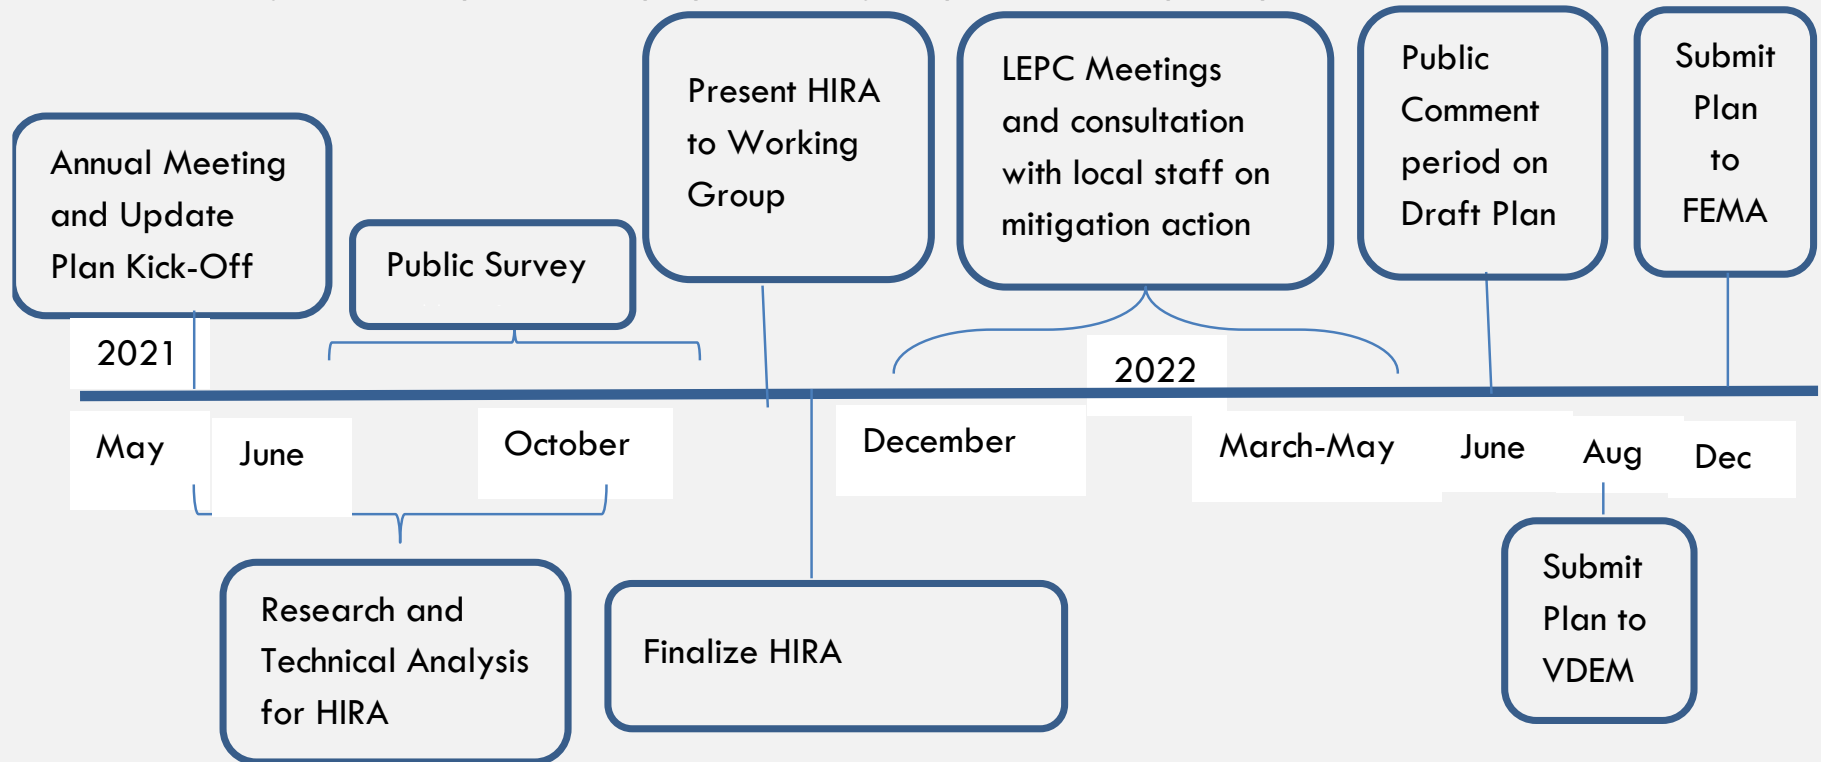 Annual Meeting
and Update
Plan Kick-Off
Public Survey
Present HIRA
to Working
Group
LEPC Meetings
and consultation
with local staff on
mitigation action
Public
Comment
period on
Draft Plan
Submit
Plan
to
FEMA
2021
2022
May
June
October
December
March-May
June
Aug
Dec
Research and
Technical Analysis
for HIRA
Finalize HIRA
Submit
Plan to
VDEM